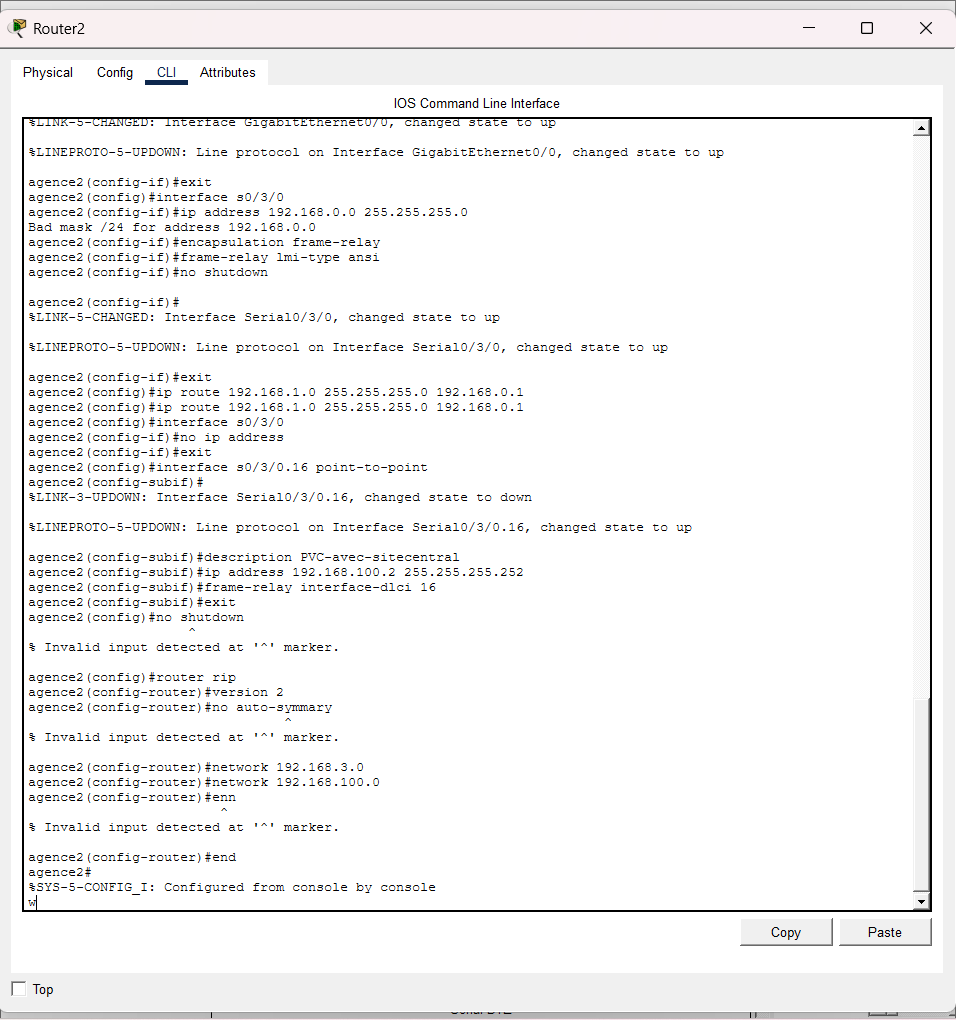 Router2
Physical Config CLI Attributes
IOS Command Line Interface
%LINK-5-CHANGED: Interface GigabitEthernet0/0, changed state to up
%LINEPROTO-5-UPDOWN: Line protocol on Interface GigabitEthernet0/0, changed state to up
agence2(config-if)#exit
agence2(config)#interface s0/3/0
agence2(config-if)#ip address 192.168.0.0 255.255.255.0
Bad mask /24 for address 192.168.0.0
agence2(config-if)#encapsulation frame-relay
agence2(config-if)#frame-relay lmi-type ansi
agence2(config-if)#no shutdown
agence2(config-if)#
%LINK-5-CHANGED: Interface Serial0/3/0, changed state to up
%LINEPROTO-5-UPDOWN: Line protocol on Interface Serial0/3/0, changed state to up
agence2(config-if)#exit
agence2(config)#ip route 192.168.1.0 255.255.255.0 192.168.0.1
agence2(config)#ip route 192.168.1.0 255.255.255.0 192.168.0.1
agence2(config)#interface s0/3/0
agence2(config-if)#no ip address
agence2(config-if)#exit
agence2(config)#interface s0/3/0.16 point-to-point
agence2(config-subif)#
%LINK-3-UPDOWN: Interface Serial0/3/0.16, changed state to down
%LINEPROTO-5-UPDOWN: Line protocol on Interface Serial0/3/0.16, changed state to up
agence2(config-subif)#description PVC-avec-sitecentral
agence2(config-subif)#ip address 192.168.100.2 255.255.255.252
agence2(config-subif)#frame-relay interface-dlci 16
agence2(config-subif)#exit
agence2(config)#no shutdown
^
% Invalid input detected at '^' marker.
agence2(config)#router rip
agence2(config-router)#version 2
agence2(config-router)#no auto-symmary
^
% Invalid input detected at '^' marker.
agence2(config-router)#network 192.168.3.0
agence2(config-router)#network 192.168.100.0
agence2(config-router)#enn
^
% Invalid input detected at '^' marker.
agence2(config-router)#end
agence2#
%SYS-5-CONFIG_I: Configured from console by console
w
Copy Paste
Top